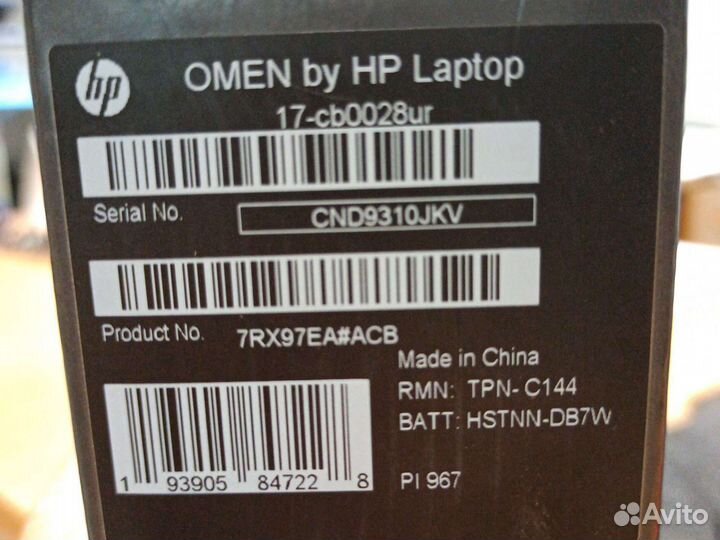 hp
OMEN by HP Laptop
17-cb0028ur
Serial No. CND9310JKV
Product No. 7RX97EA#ACB
Made in China
RMN: TPN-C144
BATT: HSTNN-DB7W
1 93905 84722 8
PI 967
Avito